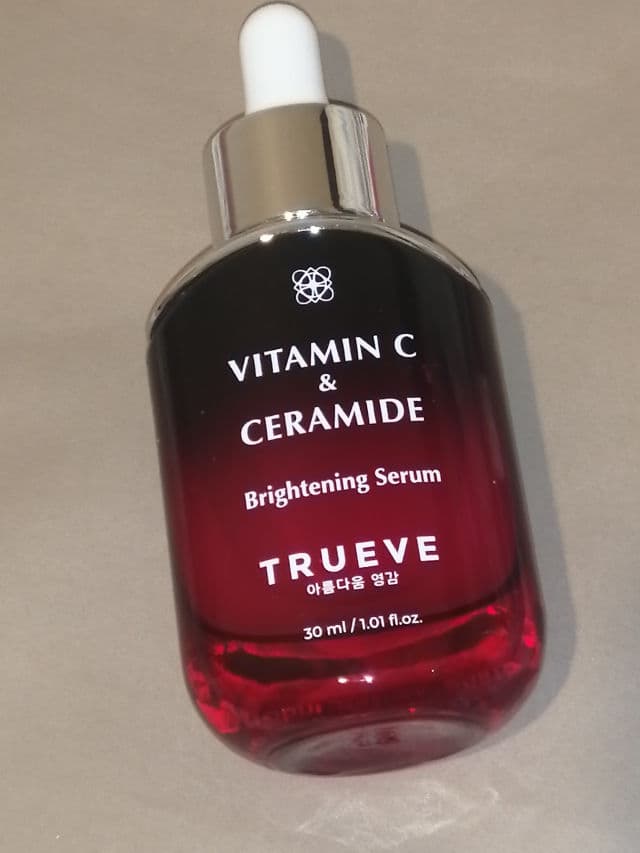 VITAMIN C
&
CERAMIDE
Brightening Serum
TRUEVE
아름다움 영감
30 ml / 1.01 fl.oz.